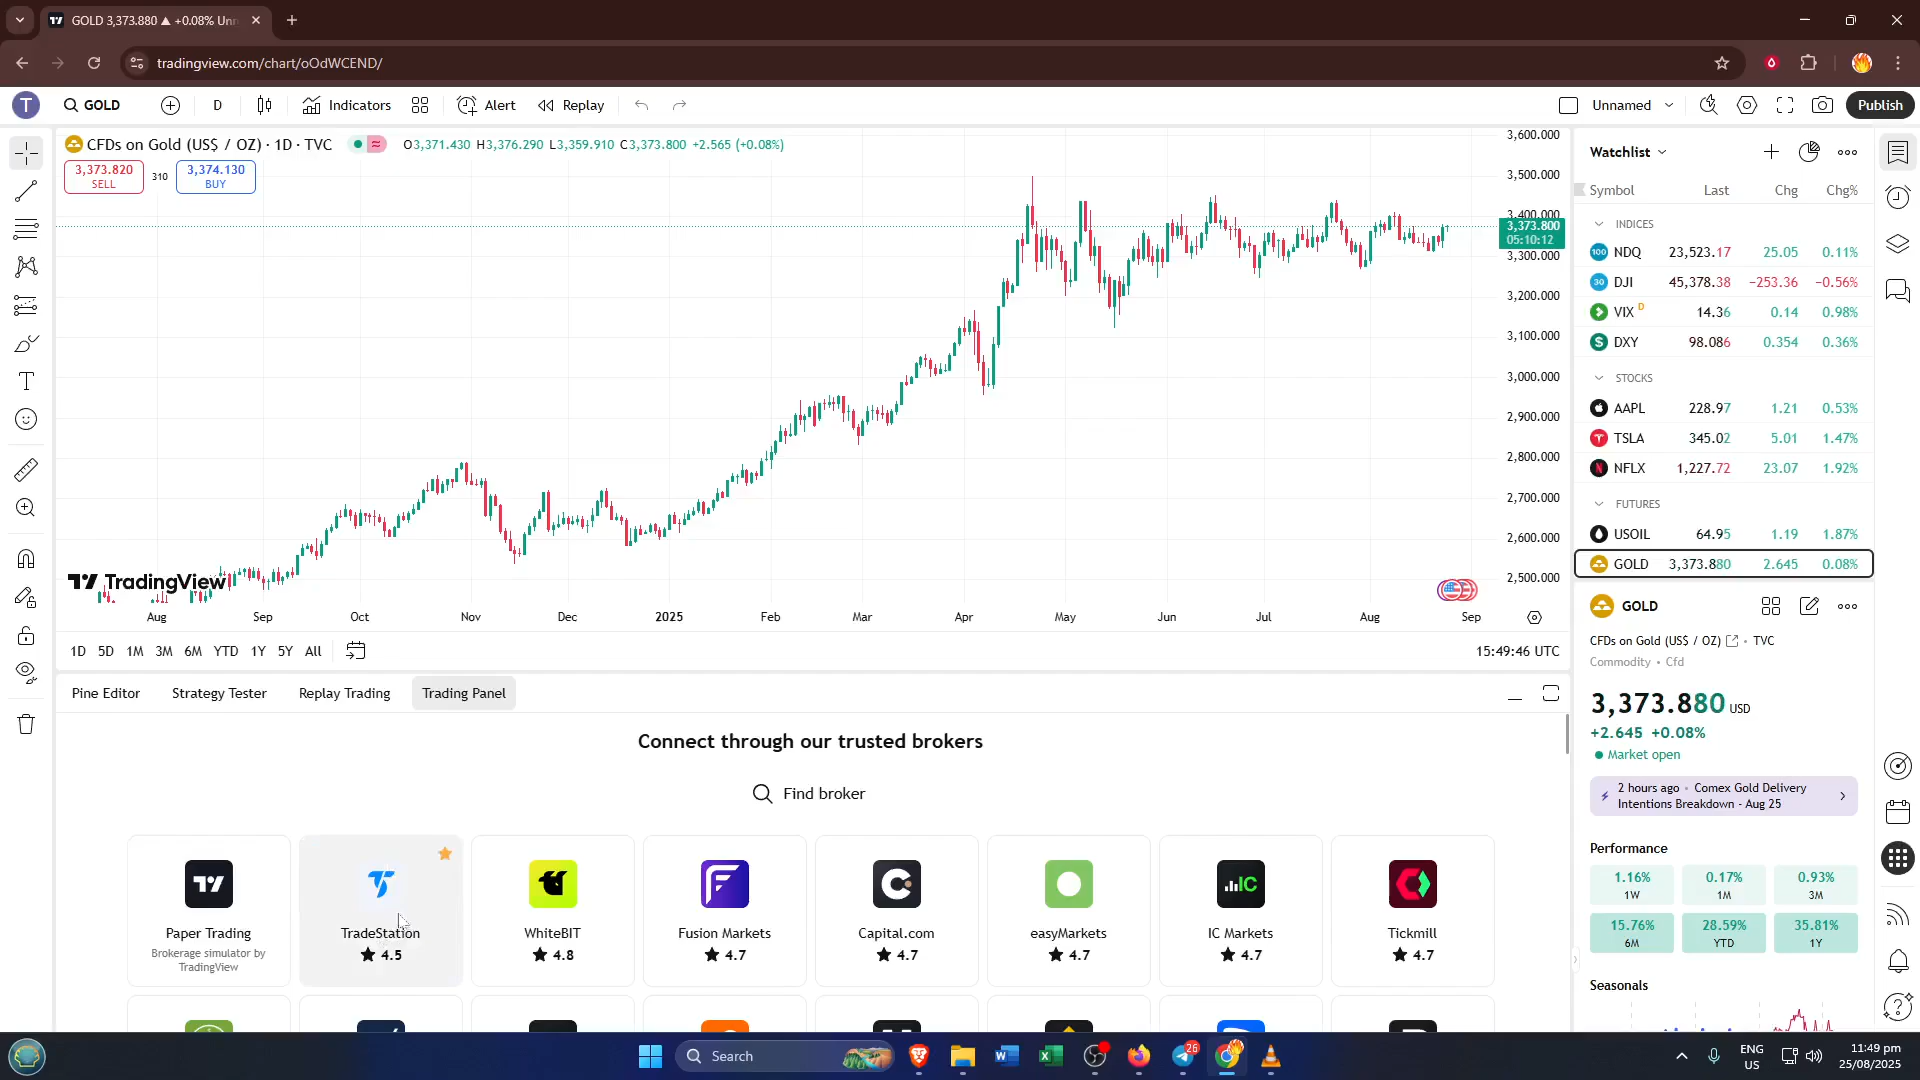 GOLD 3,373.880 ▲ +0.08% Unn
tradingview.com/chart/oOdWCEND/
T
GOLD
D
Indicators
Alert
Replay
Unnamed
Publish
CFDs on Gold (US$ / OZ) · 1D · TVC
O3,371.430 H3,376.290 L3,359.910 C3,373.800 +2.565 (+0.08%)
3,373.820
SELL
310
3,374.130
BUY
3,600.000
3,500.000
3,400.000
3,373.800
05:10:12
3,300.000
3,200.000
3,100.000
3,000.000
2,900.000
2,800.000
2,700.000
2,600.000
2,500.000
TradingView
Aug
Sep
Oct
Nov
Dec
2025
Feb
Mar
Apr
May
Jun
Jul
Aug
Sep
1D 5D 1M 3M 6M YTD 1Y 5Y All
15:49:46 UTC
Pine Editor
Strategy Tester
Replay Trading
Trading Panel
Connect through our trusted brokers
Find broker
Paper Trading
Brokerage simulator by
TradingView
TradeStation
4.5
WhiteBIT
4.8
Fusion Markets
4.7
Capital.com
4.7
easyMarkets
4.7
IC
IC Markets
4.7
Tickmill
4.7
Watchlist
Symbol Last Chg Chg%
INDICES
100 NDQ 23,523.17 25.05 0.11%
30 DJI 45,378.38 −253.36 −0.56%
VIX D 14.36 0.14 0.98%
DXY 98.086 0.354 0.36%
STOCKS
AAPL 228.97 1.21 0.53%
TSLA 345.02 5.01 1.47%
NFLX 1,227.72 23.07 1.92%
FUTURES
USOIL 64.95 1.19 1.87%
GOLD 3,373.880 2.645 0.08%
GOLD
CFDs on Gold (US$ / OZ) • TVC
Commodity • Cfd
3,373.880 USD
+2.645 +0.08%
Market open
2 hours ago • Comex Gold Delivery
Intentions Breakdown - Aug 25
Performance
1.16%
1W
0.17%
1M
0.93%
3M
15.76%
6M
28.59%
YTD
35.81%
1Y
Seasonals
Search
26
ENG
US
11:49 pm
25/08/2025